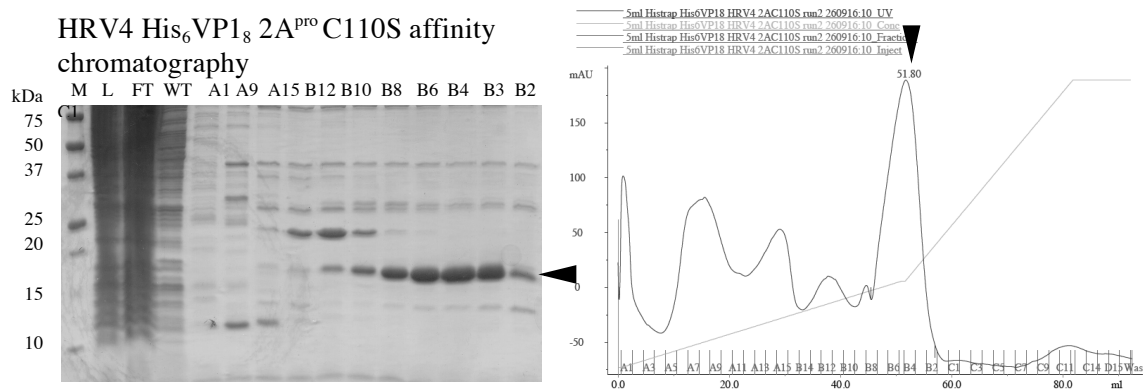 HRV4 His₆VP1₈ 2Aᵖʳᵒ C110S affinity
chromatography
kDa M L FT WT A1 A9 A15 B12 B10 B8 B6 B4 B3 B2
C1
75
50
37
25
20
15
10
5ml Histrap His6VP18 HRV4 2AC110S run2 260916:10_UV
5ml Histrap His6VP18 HRV4 2AC110S run2 260916:10_Conc
5ml Histrap His6VP18 HRV4 2AC110S run2 260916:10_Fractio
5ml Histrap His6VP18 HRV4 2AC110S run2 260916:10_Inject
mAU
51.80
150
100
50
0
-50
A1 A3 A5 A7 A9 A11 A13 A15 B14 B12 B10 B8 B6 B4 B2 C1 C3 C5 C7 C9 C11 C14 D15 Was
0.0 20.0 40.0 60.0 80.0 ml